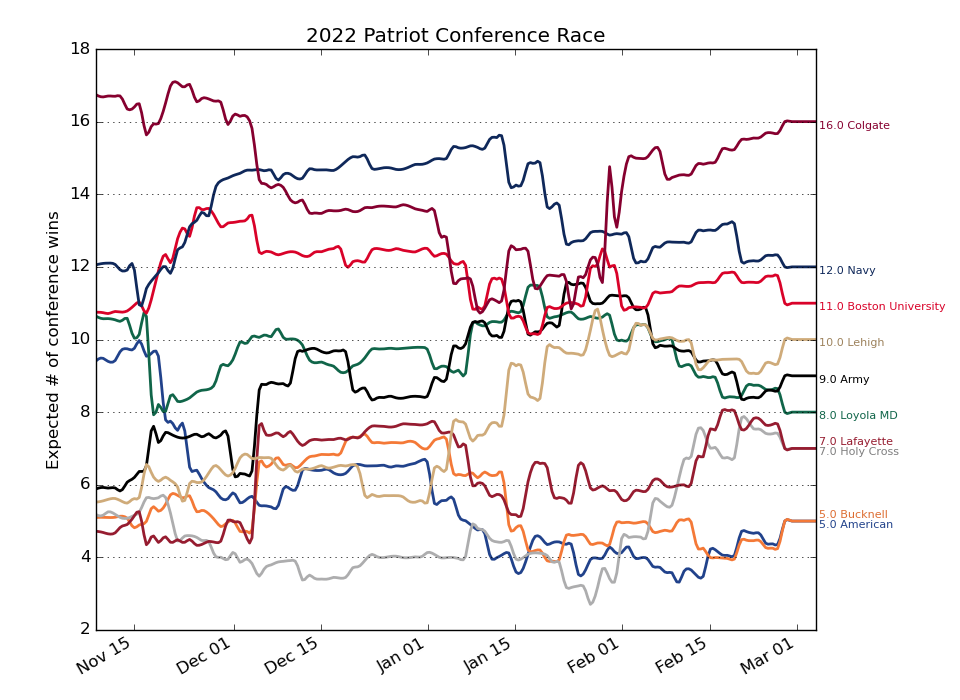 2022 Patriot Conference Race
Expected # of conference wins
18
16
14
12
10
8
6
4
2
16.0 Colgate
12.0 Navy
11.0 Boston University
10.0 Lehigh
9.0 Army
8.0 Loyola MD
7.0 Lafayette
7.0 Holy Cross
5.0 Bucknell
5.0 American
Nov 15
Dec 01
Dec 15
Jan 01
Jan 15
Feb 01
Feb 15
Mar 01